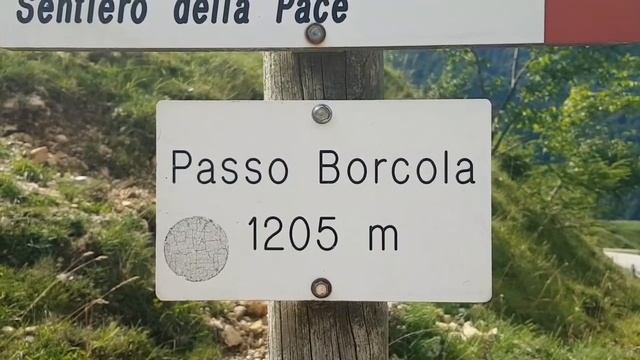 Sentiero della Pace
Passo Borcola
1205 m